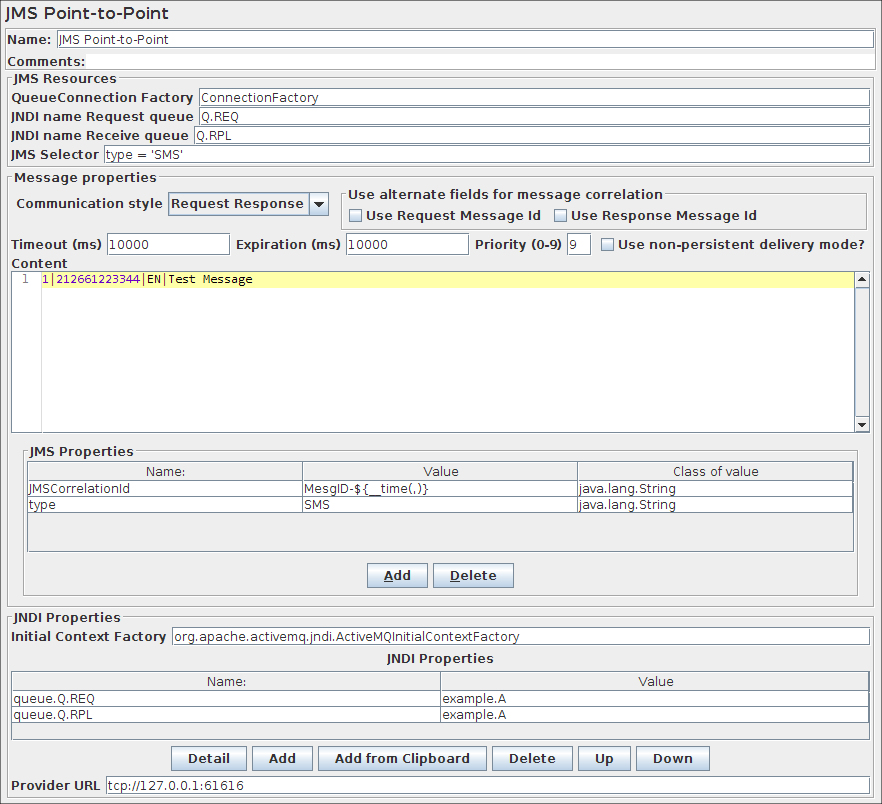 JMS Point-to-Point
Name: JMS Point-to-Point
Comments:
JMS Resources
QueueConnection Factory ConnectionFactory
JNDI name Request queue Q.REQ
JNDI name Receive queue Q.RPL
JMS Selector type = 'SMS'
Message properties
Communication style Request Response
Use alternate fields for message correlation
Use Request Message Id Use Response Message Id
Timeout (ms) 10000 Expiration (ms) 10000 Priority (0-9) 9 Use non-persistent delivery mode?
Content
1 1|212661223344|EN|Test Message
JMS Properties
Name: Value Class of value
JMSCorrelationId MesgID-${__time(,)} java.lang.String
type SMS java.lang.String
Add Delete
JNDI Properties
Initial Context Factory org.apache.activemq.jndi.ActiveMQInitialContextFactory
JNDI Properties
Name: Value
queue.Q.REQ example.A
queue.Q.RPL example.A
Detail Add Add from Clipboard Delete Up Down
Provider URL tcp://127.0.0.1:61616